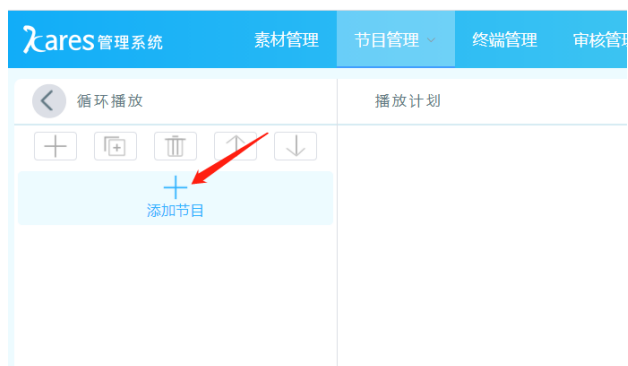 λcares管理系统 素材管理 节目管理 终端管理 审核管
循环播放 播放计划
添加节目